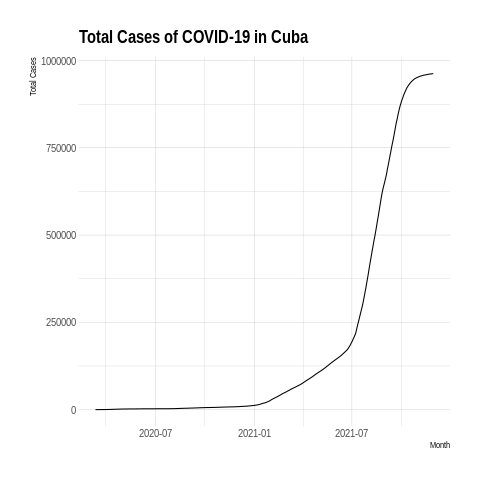 Total Cases of COVID-19 in Cuba
Total Cases
1000000
750000
500000
250000
0
2020-07
2021-01
2021-07
Month